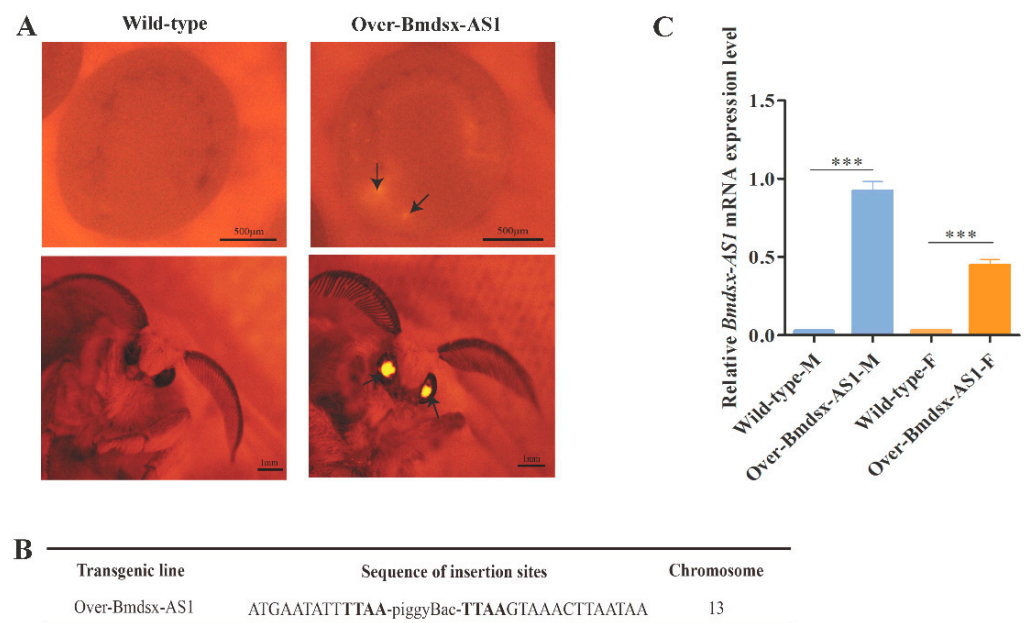 A
Wild-type
Over-Bmdsx-AS1
500μm
500μm
1mm
1mm
C
Relative Bmdsx-AS1 mRNA expression level
1.5
1.0
0.5
0.0
***
***
Wild-type-M
Over-Bmdsx-AS1-M
Wild-type-F
Over-Bmdsx-AS1-F
B
Transgenic line Sequence of insertion sites Chromosome
Over-Bmdsx-AS1 ATGAATATTTTAA-piggyBac-TTAAGTAAACTTAATAA 13